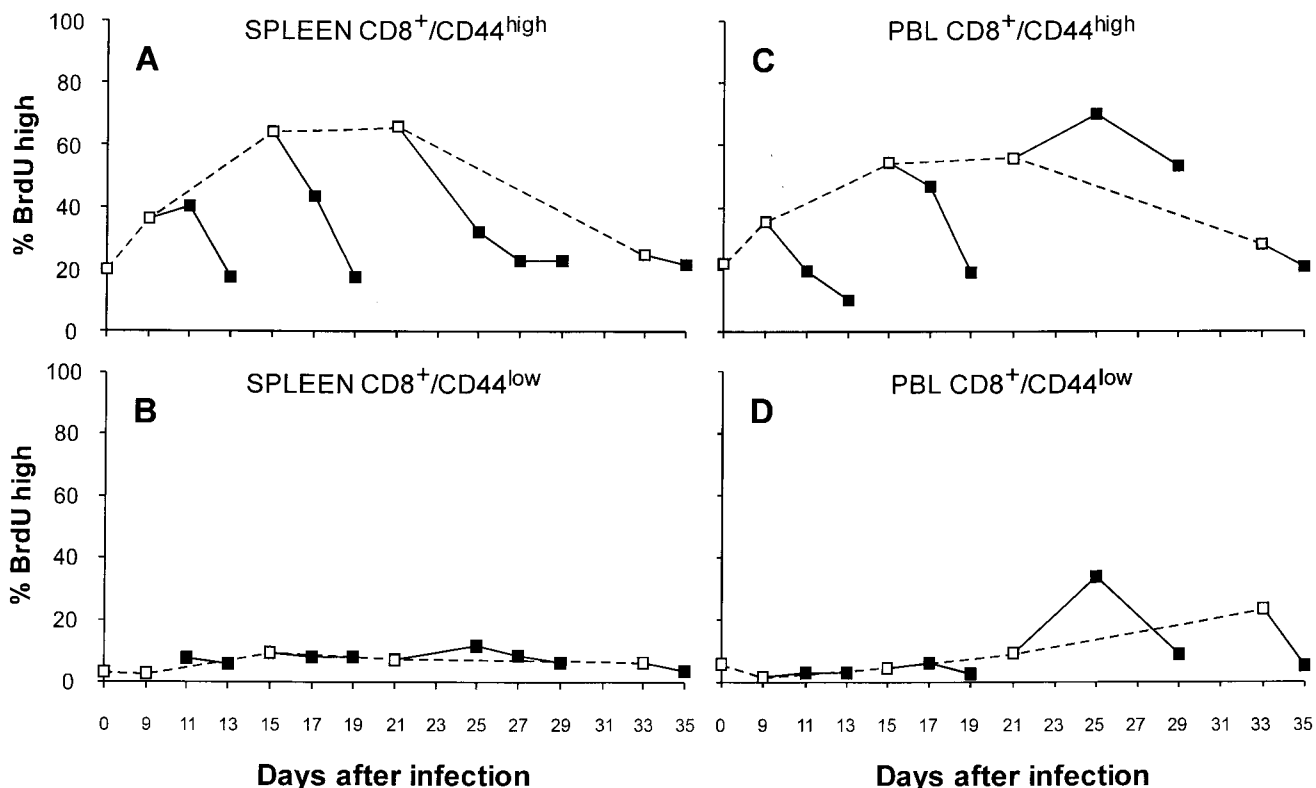 SPLEEN CD8+/CD44high
A
100
80
60
40
20
0
% BrdU high
PBL CD8+/CD44high
C
SPLEEN CD8+/CD44low
B
100
80
60
40
20
0
% BrdU high
0 9 11 13 15 17 19 21 25 27 29 31 33 35
Days after infection
PBL CD8+/CD44low
D
0 9 11 13 15 17 19 21 25 27 29 31 33 35
Days after infection